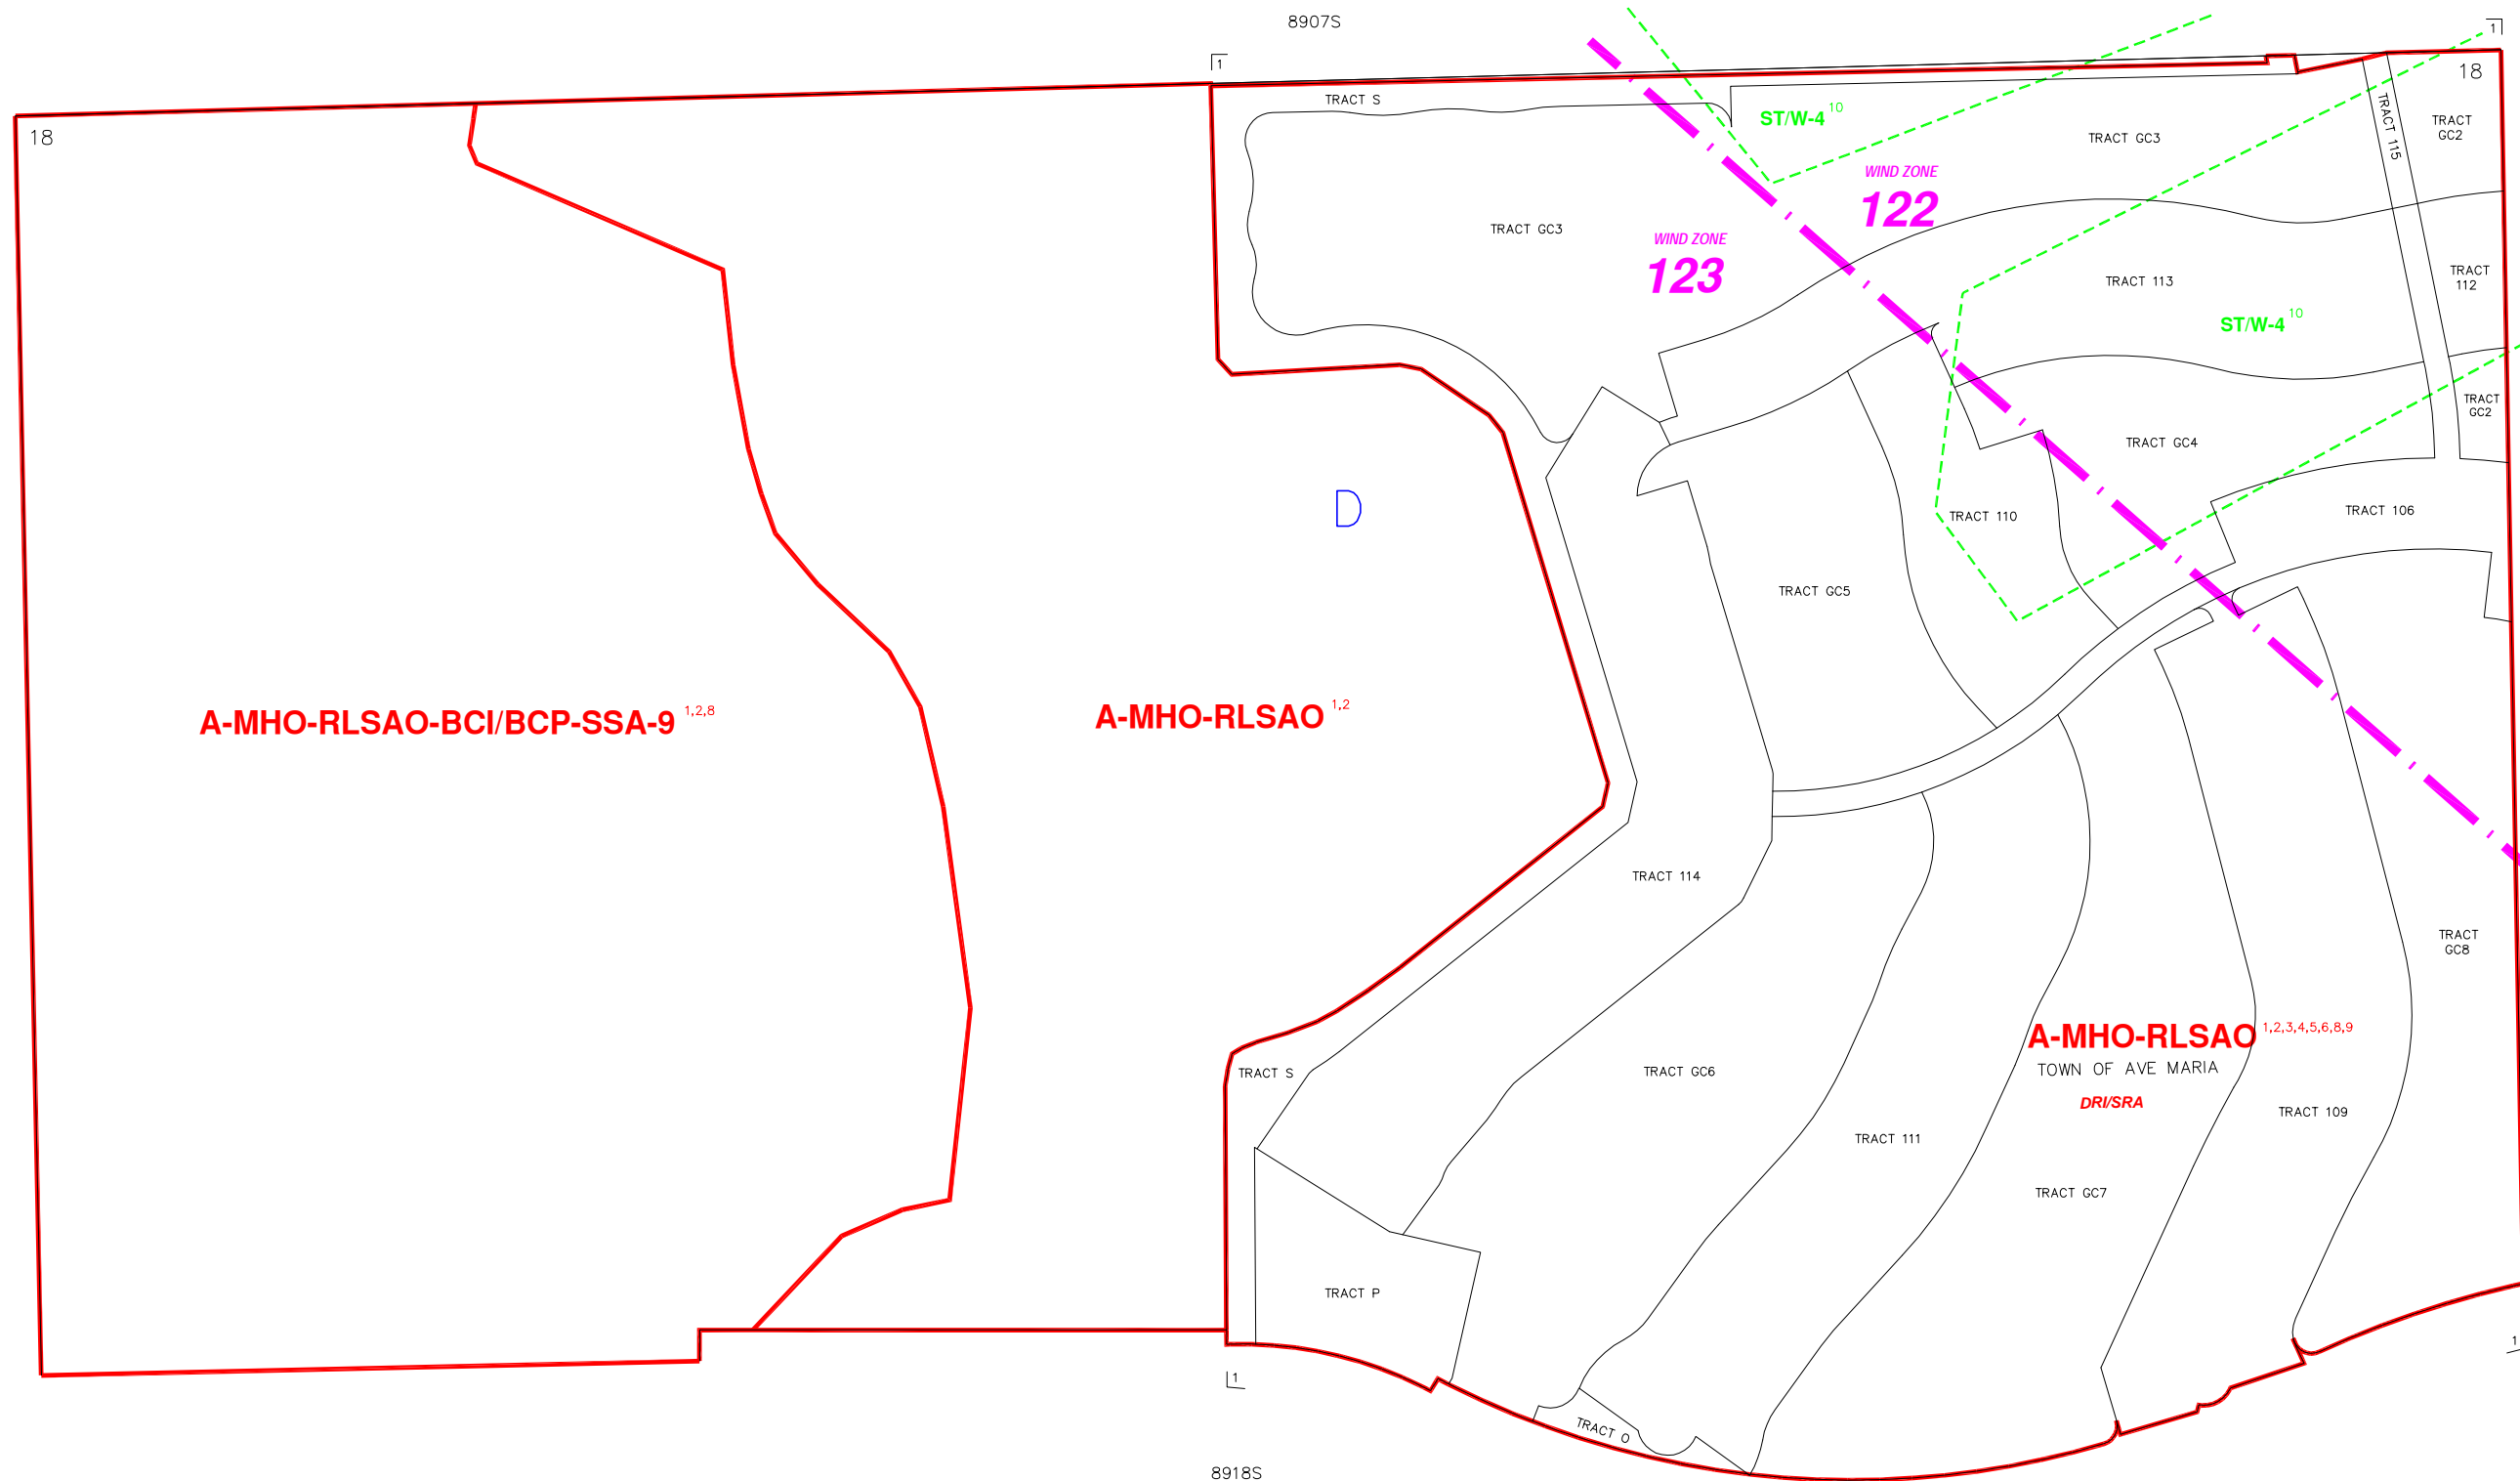 8907S
1
1
18
18
TRACT S
ST/W-4 10
TRACT GC3
TRACT 115
TRACT
GC2
WIND ZONE
122
TRACT GC3
WIND ZONE
123
TRACT 113
TRACT
112
ST/W-4 10
TRACT
GC2
TRACT GC4
D
TRACT 110
TRACT 106
TRACT GC5
A-MHO-RLSAO-BCI/BCP-SSA-9 1,2,8
A-MHO-RLSAO 1,2
TRACT 114
TRACT
GC8
A-MHO-RLSAO 1,2,3,4,5,6,8,9
TOWN OF AVE MARIA
DRI/SRA
TRACT S
TRACT GC6
TRACT 109
TRACT 111
TRACT GC7
TRACT P
1
1
TRACT O
8918S